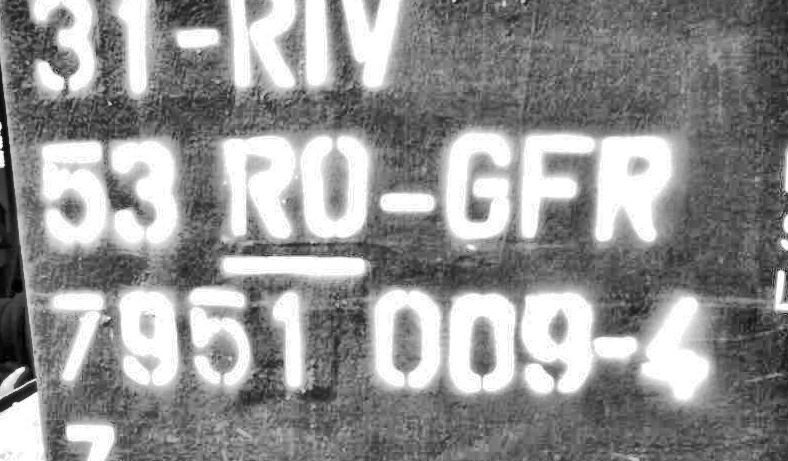 31-RIV
53 RO-GFR
7951 009-4
Z